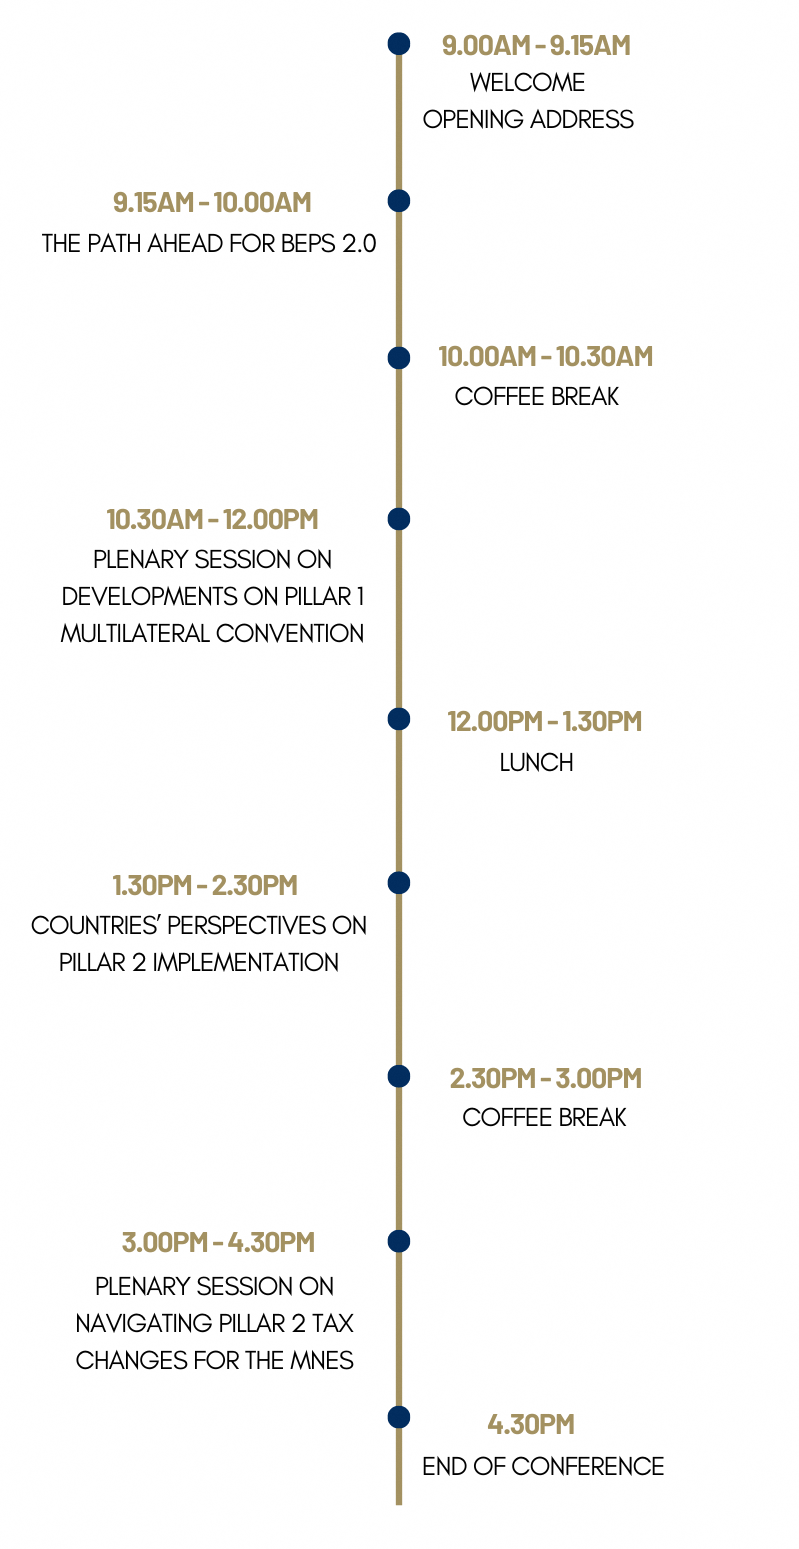 9.00AM - 9.15AM
WELCOME
OPENING ADDRESS
9.15AM - 10.00AM
THE PATH AHEAD FOR BEPS 2.0
10.00AM - 10.30AM
COFFEE BREAK
10.30AM - 12.00PM
PLENARY SESSION ON
DEVELOPMENTS ON PILLAR 1
MULTILATERAL CONVENTION
12.00PM - 1.30PM
LUNCH
1.30PM - 2.30PM
COUNTRIES’ PERSPECTIVES ON
PILLAR 2 IMPLEMENTATION
2.30PM - 3.00PM
COFFEE BREAK
3.00PM - 4.30PM
PLENARY SESSION ON
NAVIGATING PILLAR 2 TAX
CHANGES FOR THE MNES
4.30PM
END OF CONFERENCE